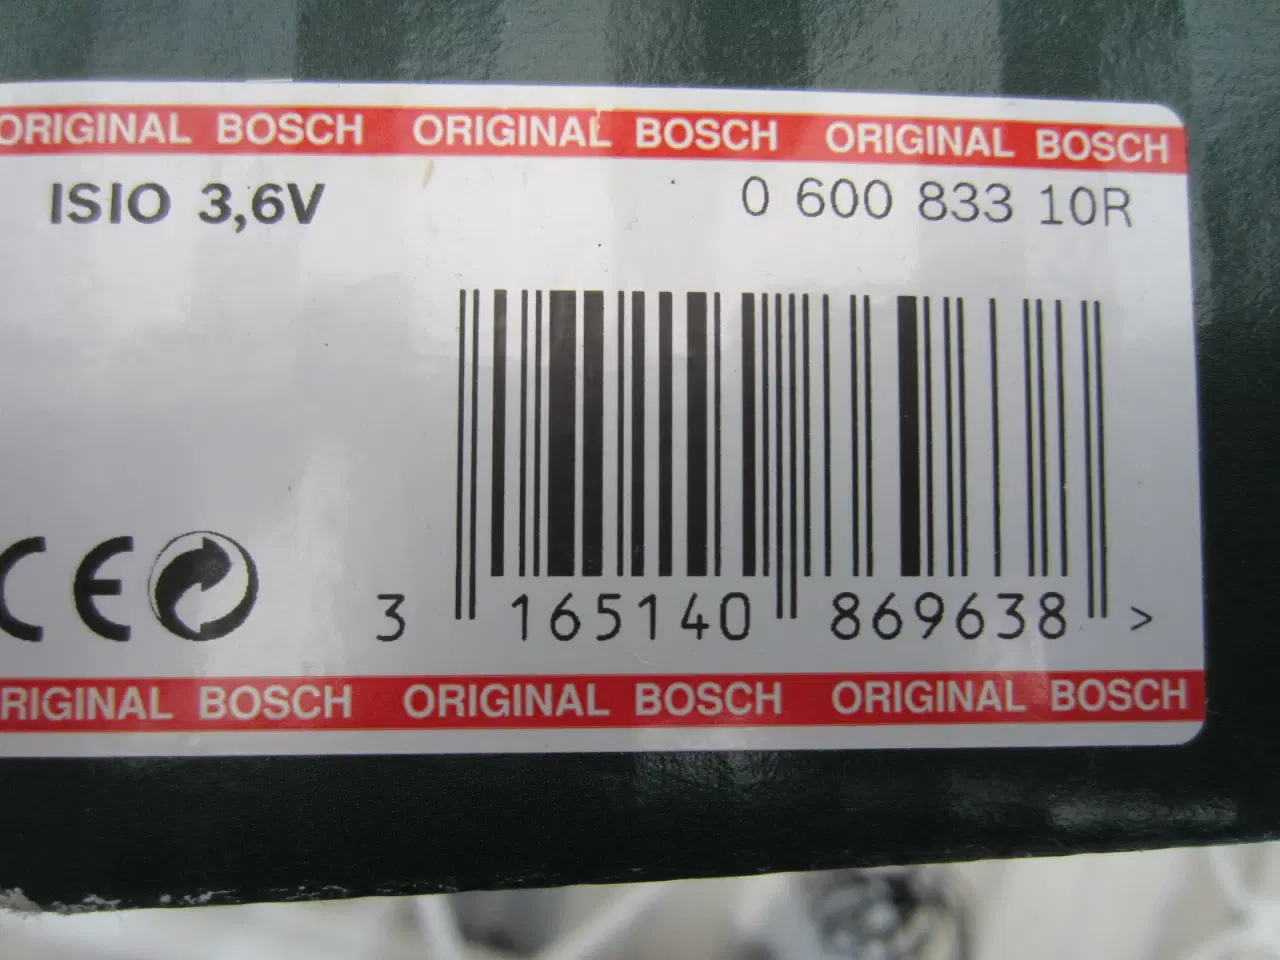 ORIGINAL BOSCH ORIGINAL BOSCH ORIGINAL BOSCH
ISIO 3,6V 0 600 833 10R
CE
3 165140 869638 >
RIGINAL BOSCH ORIGINAL BOSCH ORIGINAL BOSCH